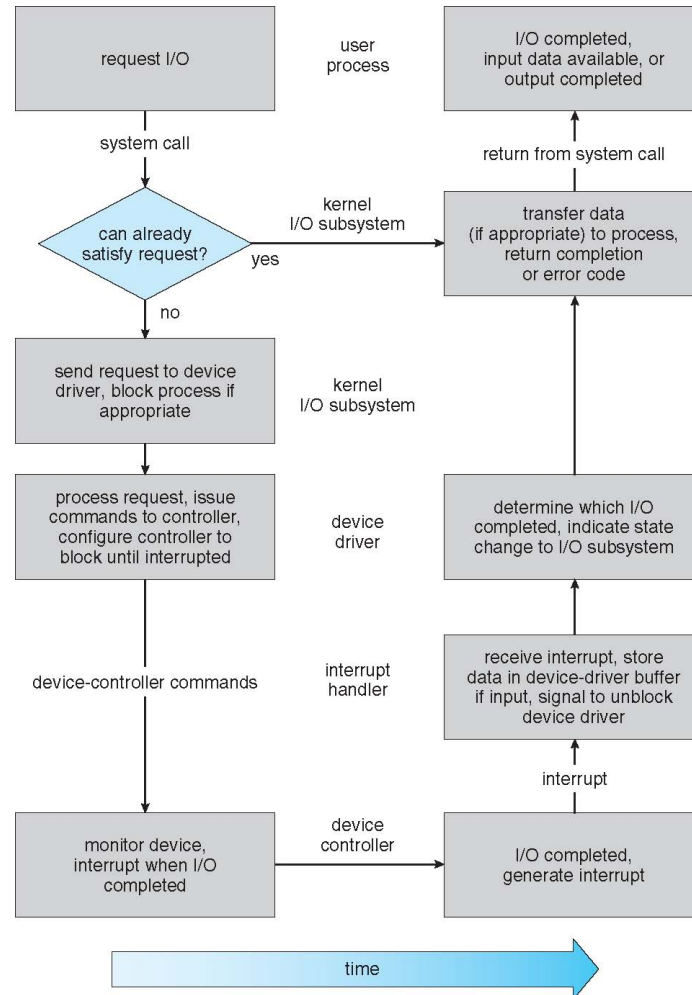 request I/O
user
process
I/O completed,
input data available, or
output completed
system call
return from system call
can already
satisfy request?
yes
no
kernel
I/O subsystem
transfer data
(if appropriate) to process,
return completion
or error code
send request to device
driver, block process if
appropriate
kernel
I/O subsystem
process request, issue
commands to controller,
configure controller to
block until interrupted
device
driver
determine which I/O
completed, indicate state
change to I/O subsystem
device-controller commands
interrupt
handler
receive interrupt, store
data in device-driver buffer
if input, signal to unblock
device driver
interrupt
monitor device,
interrupt when I/O
completed
device
controller
I/O completed,
generate interrupt
time